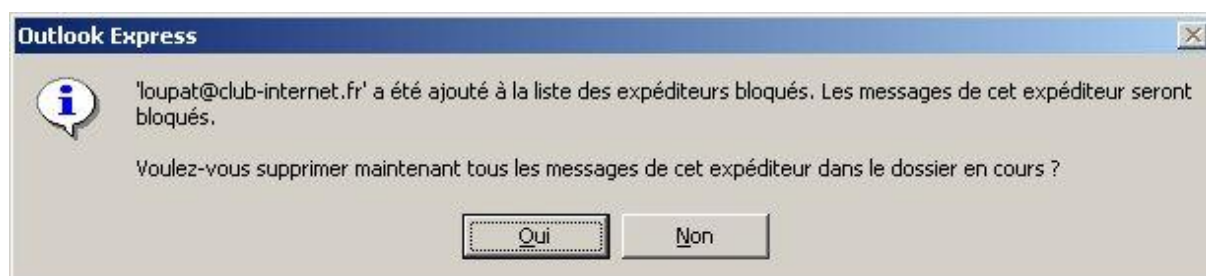 Outlook Express
'loupat@club-internet.fr' a été ajouté à la liste des expéditeurs bloqués. Les messages de cet expéditeur seront
bloqués.
Voulez-vous supprimer maintenant tous les messages de cet expéditeur dans le dossier en cours ?
Oui
Non